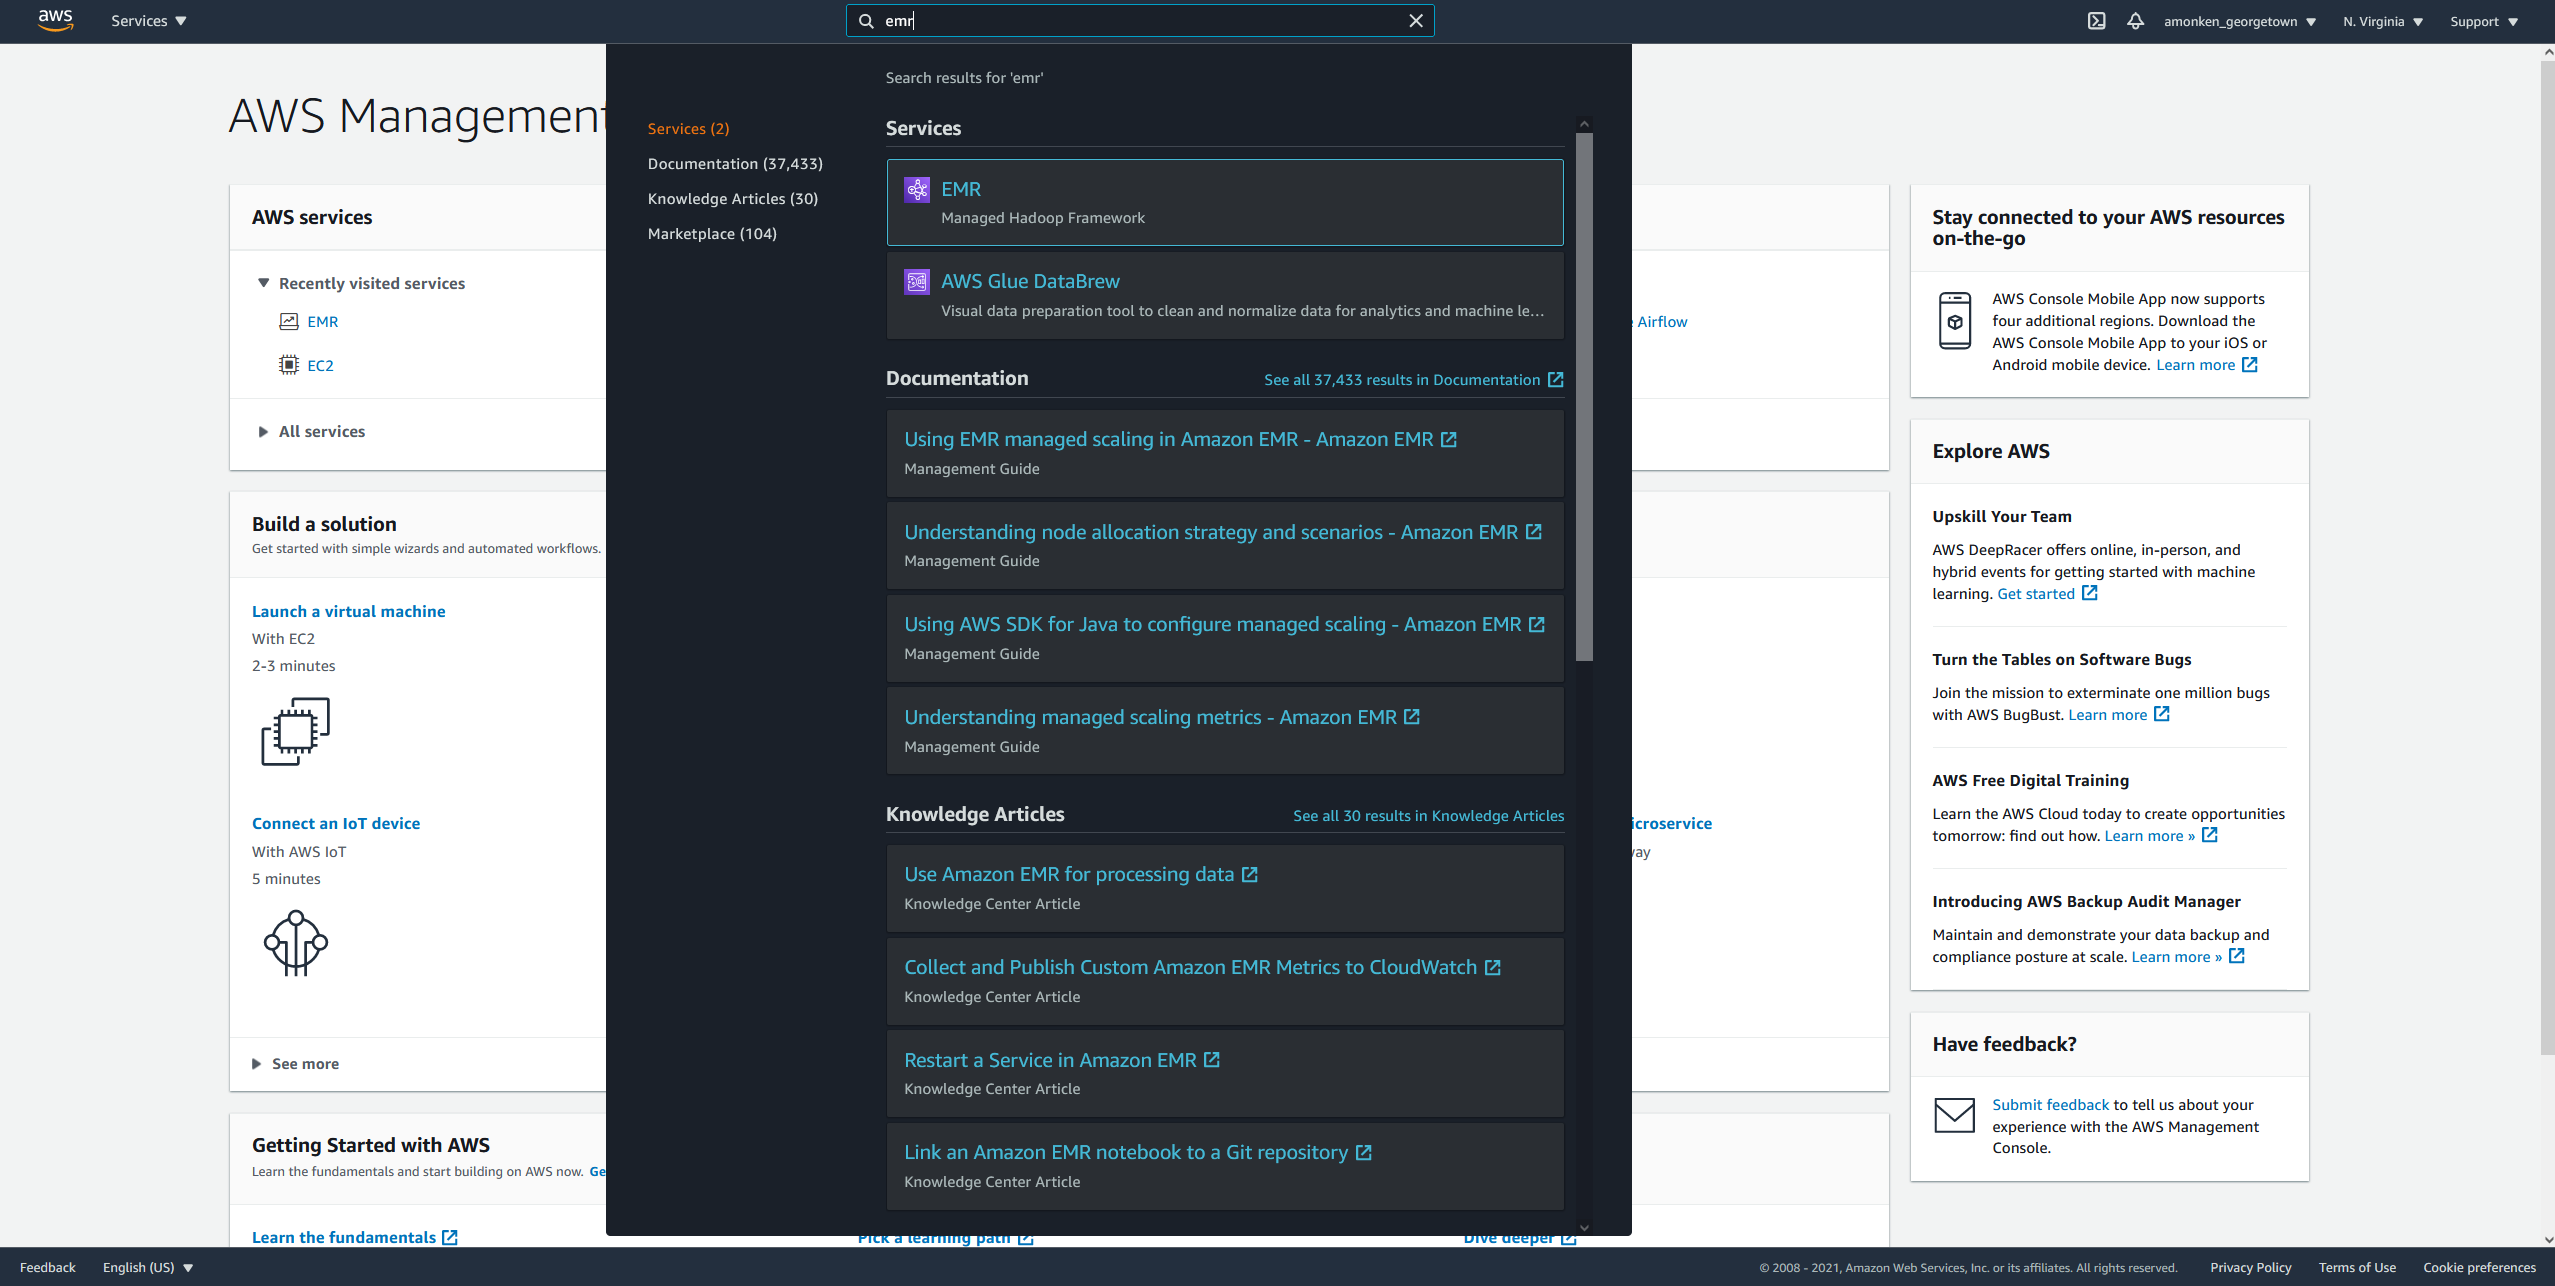 aws
Services
emr
amonken_georgetown
N. Virginia
Support
AWS Management
Search results for 'emr'
Services (2)
Documentation (37,433)
Knowledge Articles (30)
Marketplace (104)
Services
EMR
Managed Hadoop Framework
AWS Glue DataBrew
Visual data preparation tool to clean and normalize data for analytics and machine le...
Documentation
See all 37,433 results in Documentation
Using EMR managed scaling in Amazon EMR - Amazon EMR
Management Guide
Understanding node allocation strategy and scenarios - Amazon EMR
Management Guide
Using AWS SDK for Java to configure managed scaling - Amazon EMR
Management Guide
Understanding managed scaling metrics - Amazon EMR
Management Guide
Knowledge Articles
See all 30 results in Knowledge Articles
Use Amazon EMR for processing data
Knowledge Center Article
Collect and Publish Custom Amazon EMR Metrics to CloudWatch
Knowledge Center Article
Restart a Service in Amazon EMR
Knowledge Center Article
Link an Amazon EMR notebook to a Git repository
Knowledge Center Article
AWS services
Recently visited services
EMR
EC2
All services
Build a solution
Get started with simple wizards and automated workflows.
Launch a virtual machine
With EC2
2-3 minutes
Connect an IoT device
With AWS IoT
5 minutes
See more
Getting Started with AWS
Learn the fundamentals and start building on AWS now. Ge
Learn the fundamentals
Pick a learning path
Dive deeper
Airflow
icroservice
way
Stay connected to your AWS resources
on-the-go
AWS Console Mobile App now supports
four additional regions. Download the
AWS Console Mobile App to your iOS or
Android mobile device. Learn more
Explore AWS
Upskill Your Team
AWS DeepRacer offers online, in-person, and
hybrid events for getting started with machine
learning. Get started
Turn the Tables on Software Bugs
Join the mission to exterminate one million bugs
with AWS BugBust. Learn more
AWS Free Digital Training
Learn the AWS Cloud today to create opportunities
tomorrow: find out how. Learn more »
Introducing AWS Backup Audit Manager
Maintain and demonstrate your data backup and
compliance posture at scale. Learn more »
Have feedback?
Submit feedback to tell us about your
experience with the AWS Management
Console.
Feedback
English (US)
© 2008 - 2021, Amazon Web Services, Inc. or its affiliates. All rights reserved.
Privacy Policy
Terms of Use
Cookie preferences